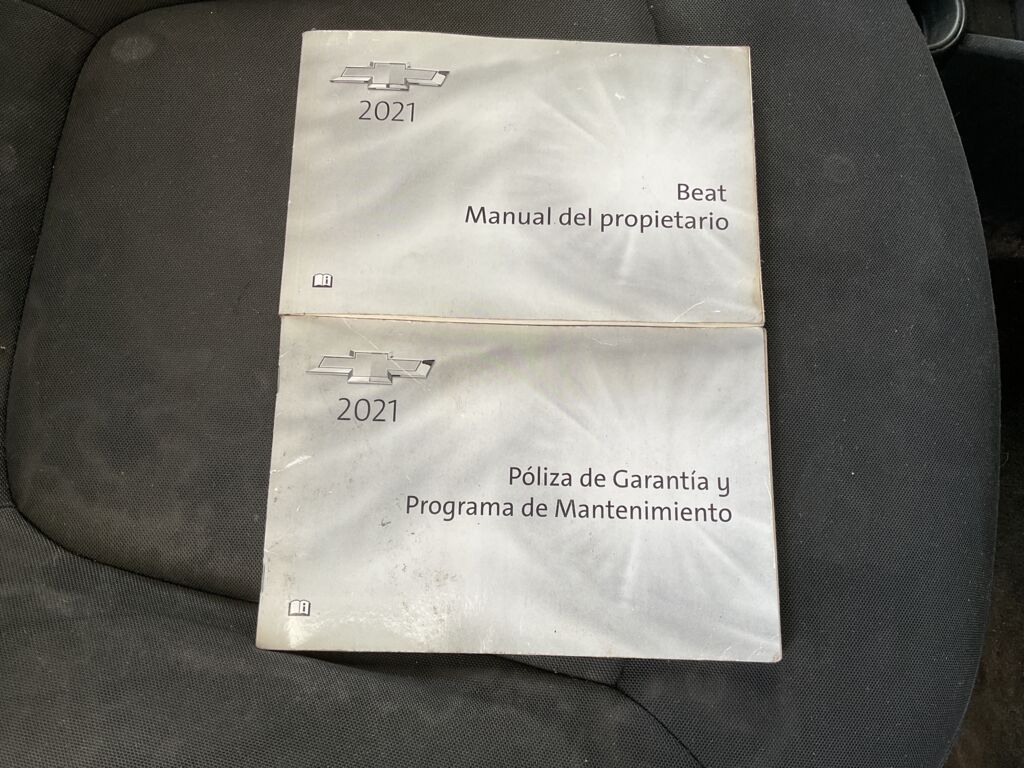 2021
Beat
Manual del propietario
2021
Póliza de Garantía y
Programa de Mantenimiento